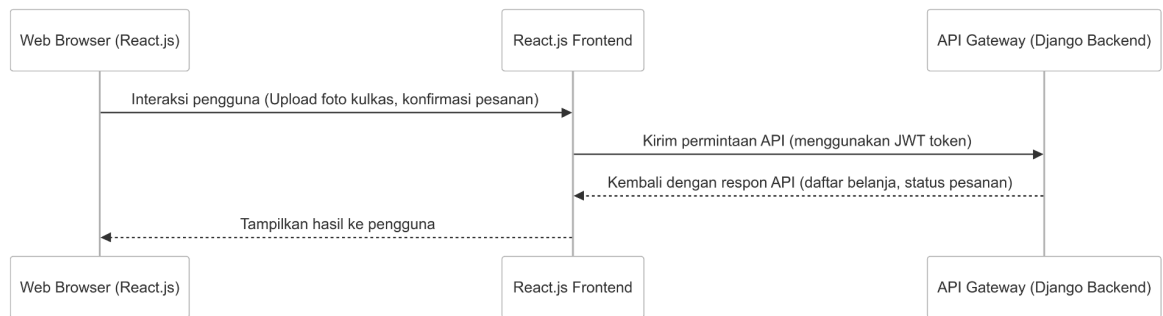 Web Browser (React.js)
React.js Frontend
API Gateway (Django Backend)
Interaksi pengguna (Upload foto kulkas, konfirmasi pesanan)
Kirim permintaan API (menggunakan JWT token)
Kembali dengan respon API (daftar belanja, status pesanan)
Tampilkan hasil ke pengguna
Web Browser (React.js)
React.js Frontend
API Gateway (Django Backend)